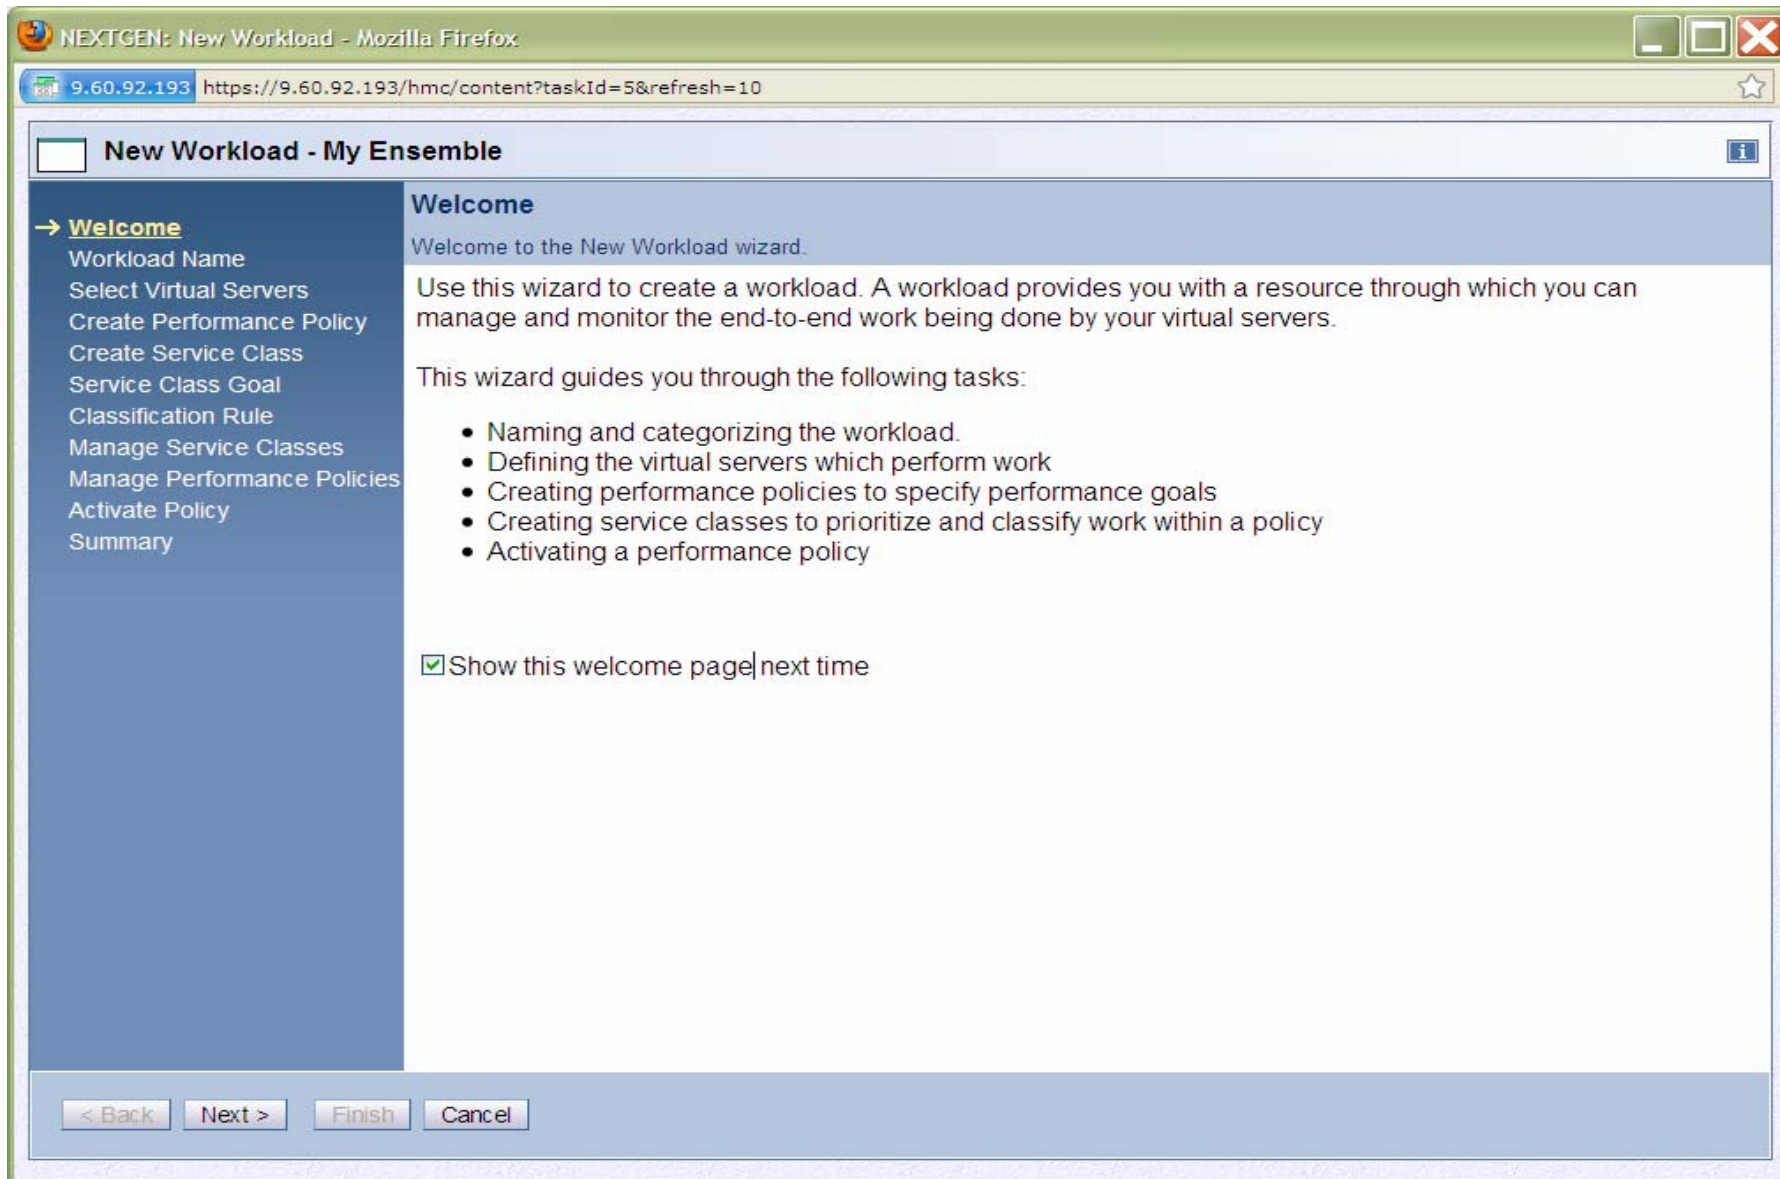 NEXTGEN: New Workload - Mozilla Firefox
9.60.92.193 https://9.60.92.193/hmc/content?taskId=5&refresh=10
New Workload - My Ensemble
i
Welcome
Workload Name
Select Virtual Servers
Create Performance Policy
Create Service Class
Service Class Goal
Classification Rule
Manage Service Classes
Manage Performance Policies
Activate Policy
Summary
Welcome
Welcome to the New Workload wizard.
Use this wizard to create a workload. A workload provides you with a resource through which you can
manage and monitor the end-to-end work being done by your virtual servers.
This wizard guides you through the following tasks:
• Naming and categorizing the workload.
• Defining the virtual servers which perform work
• Creating performance policies to specify performance goals
• Creating service classes to prioritize and classify work within a policy
• Activating a performance policy
Show this welcome page next time
< Back Next > Finish Cancel